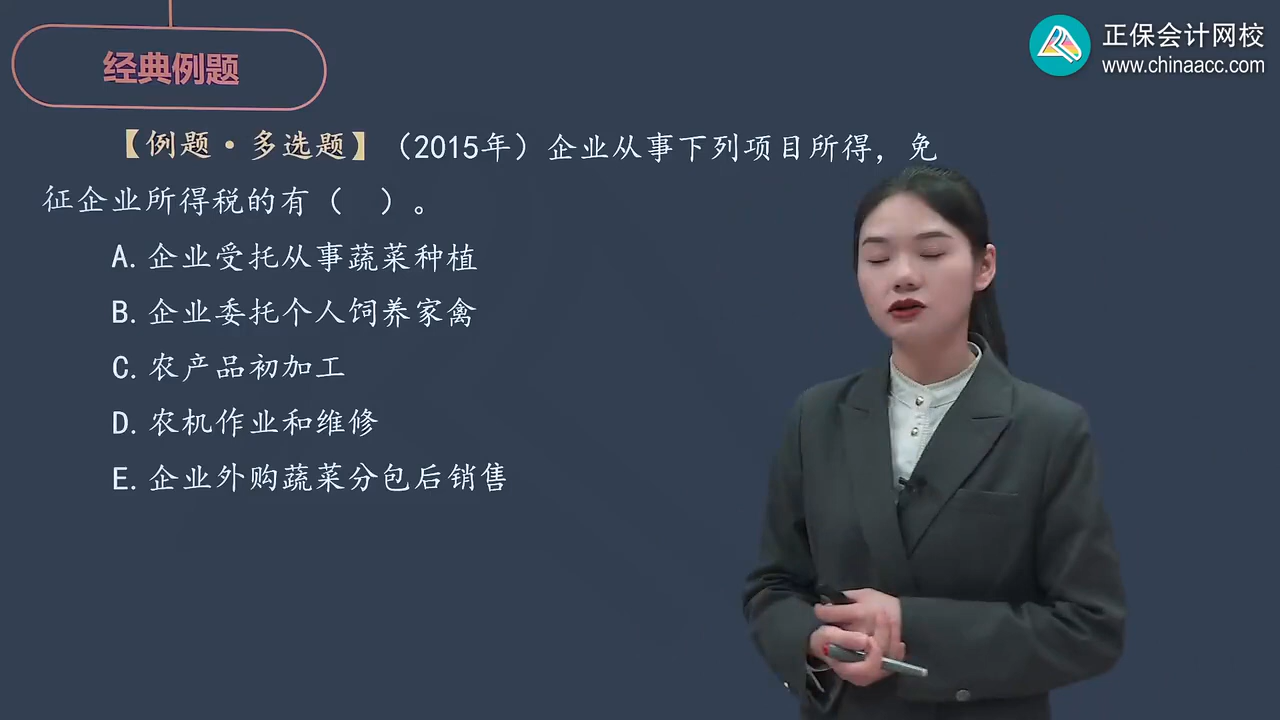 经典例题
正保会计网校
www.chinaacc.com
【例题·多选题】（2015年）企业从事下列项目所得，免
征企业所得税的有（ ）。
A. 企业受托从事蔬菜种植
B. 企业委托个人饲养家禽
C. 农产品初加工
D. 农机作业和维修
E. 企业外购蔬菜分包后销售